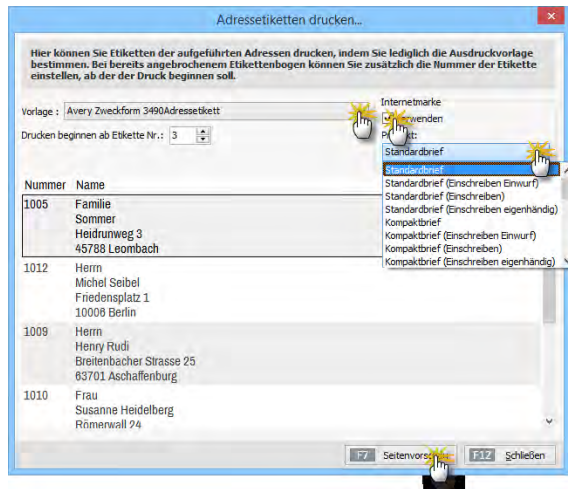 Adressetiketten drucken...
Hier können Sie Etiketten der aufgeführten Adressen drucken, indem Sie lediglich die Ausdruckvorlage
bestimmen. Bei bereits angebrochenem Etikettenbogen können Sie zusätzlich die Nummer der Etikette
einstellen, ab der der Druck beginnen soll.
Internetmarke
Vorlage : Avery Zweckform 3490Adressetikett
Drucken beginnen ab Etikette Nr.: 3
Standardbrief
Standardbrief
Standardbrief (Einschreiben Einwurf)
Standardbrief (Einschreiben)
Standardbrief (Einschreiben eigenhändig)
Kompaktbrief
Kompaktbrief (Einschreiben Einwurf)
Kompaktbrief (Einschreiben)
Kompaktbrief (Einschreiben eigenhändig)
Nummer Name
1005 Familie
Sommer
Heidrunweg 3
45788 Leombach
1012 Herrn
Michel Seibel
Friedensplatz 1
10006 Berlin
1009 Herrn
Henry Rudi
Breitenbacher Strasse 25
63701 Aschaffenburg
1010 Frau
Susanne Heidelberg
Römerwall 24
F7 F12 Schließen